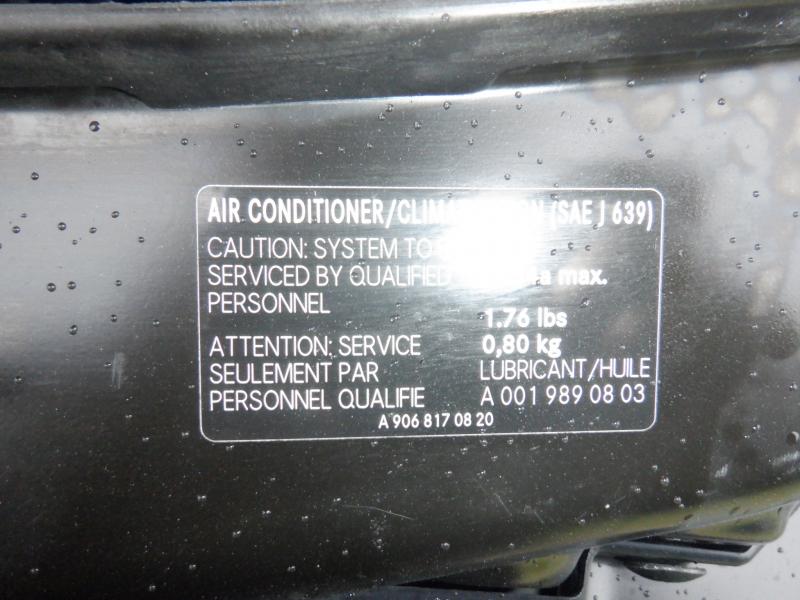 AIR CONDITIONER/ (SAE J 639)
CAUTION: SYSTEM TO
SERVICED BY QUALIFIED max.
PERSONNEL
1.76 lbs
ATTENTION: SERVICE 0,80 kg
SEULEMENT PAR LUBRICANT/HUILE
PERSONNEL QUALIFIE A 001 989 08 03
A 906 817 08 20